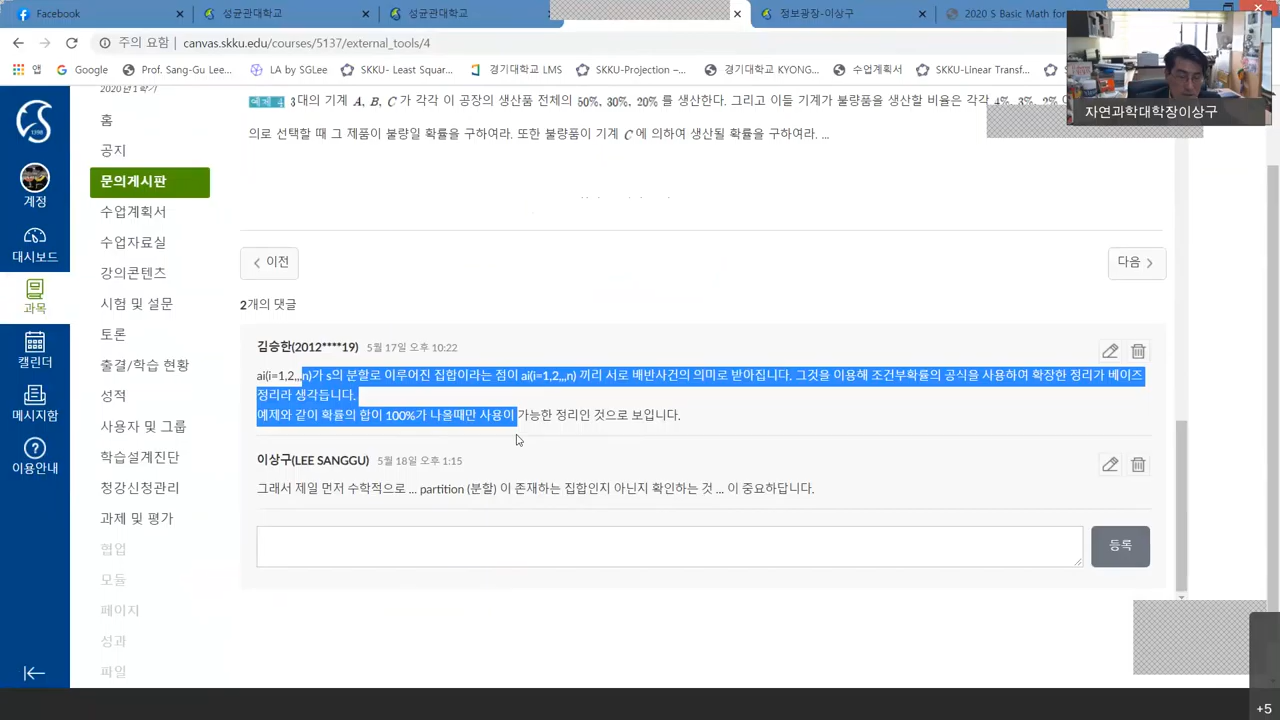 Facebook
성균관대학교
성균관대학교
정보광장-이상구
2020 S Basic Math for
주의 요함
canvas.skku.edu/courses/5137/external_tools/4
앱
Google
Prof. Sang-Gu Lee...
LA by SGLee
SKKU- Least Squar...
경기대학교 LMS
SKKU-Projection –...
경기대학교 KYONG...
수업계획서
SKKU-Linear Transf...
자연과학대학장이상구
2020년 1학기
홈
공지
문의게시판
수업계획서
수업자료실
강의콘텐츠
시험 및 설문
토론
출결/학습 현황
성적
사용자 및 그룹
학습설계진단
청강신청관리
과제 및 평가
협업
모듈
페이지
성과
파일
계정
대시보드
과목
캘린더
메시지함
이용안내
3대의 기계 A, B, C 가 각각 이 공장의 생산품 전체의 50%, 30%, 20% 를 생산한다. 그리고 이들 기계가 불량품을 생산할 비율은 각각 4%, 3%, 2%
의로 선택할 때 그 제품이 불량일 확률을 구하여라. 또한 불량품이 기계 C 에 의하여 생산될 확률을 구하여라. ...
이전
다음
2개의 댓글
김승한(2012****19) 5월 17일 오후 10:22
ai(i=1,2,,,n)가 s의 분할로 이루어진 집합이라는 점이 ai(i=1,2,,,n) 끼리 서로 배반사건의 의미로 받아집니다. 그것을 이용해 조건부확률의 공식을 사용하여 확장한 정리가 베이즈
정리라 생각듭니다.
예제와 같이 확률의 합이 100%가 나올때만 사용이 가능한 정리인 것으로 보입니다.
이상구(LEE SANGGU) 5월 18일 오후 1:15
그래서 제일 먼저 수학적으로 ... partition (분할) 이 존재하는 집합인지 아닌지 확인하는 것 ... 이 중요하답니다.
등록
+5